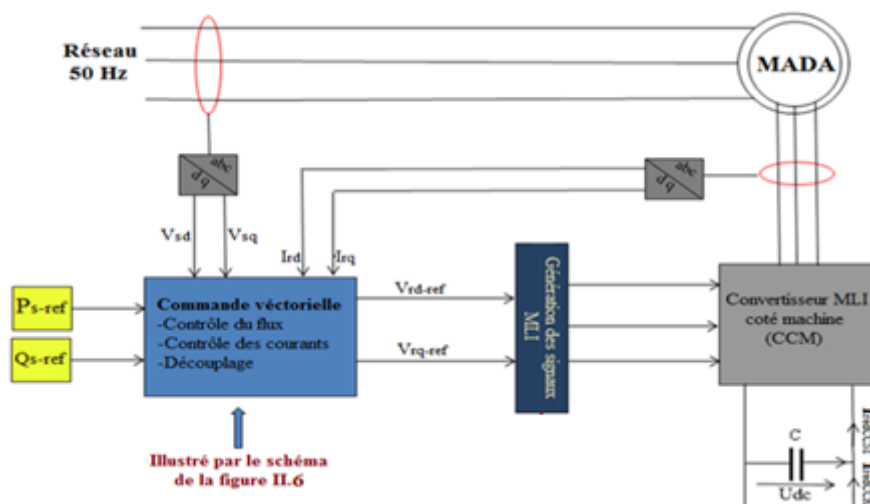 Réseau
50 Hz
MADA
abc
d q
abc
d q
Vsd
Vsq
Ird
Irq
Ps-ref
Qs-ref
Commande véctorielle
-Contrôle du flux
-Contrôle des courants
-Découplage
Vrd-ref
Vrq-ref
Génération des signaux
MLI
Convertisseur MLI
coté machine
(CCM)
Illustré par le schéma
de la figure II.6
C
Udc